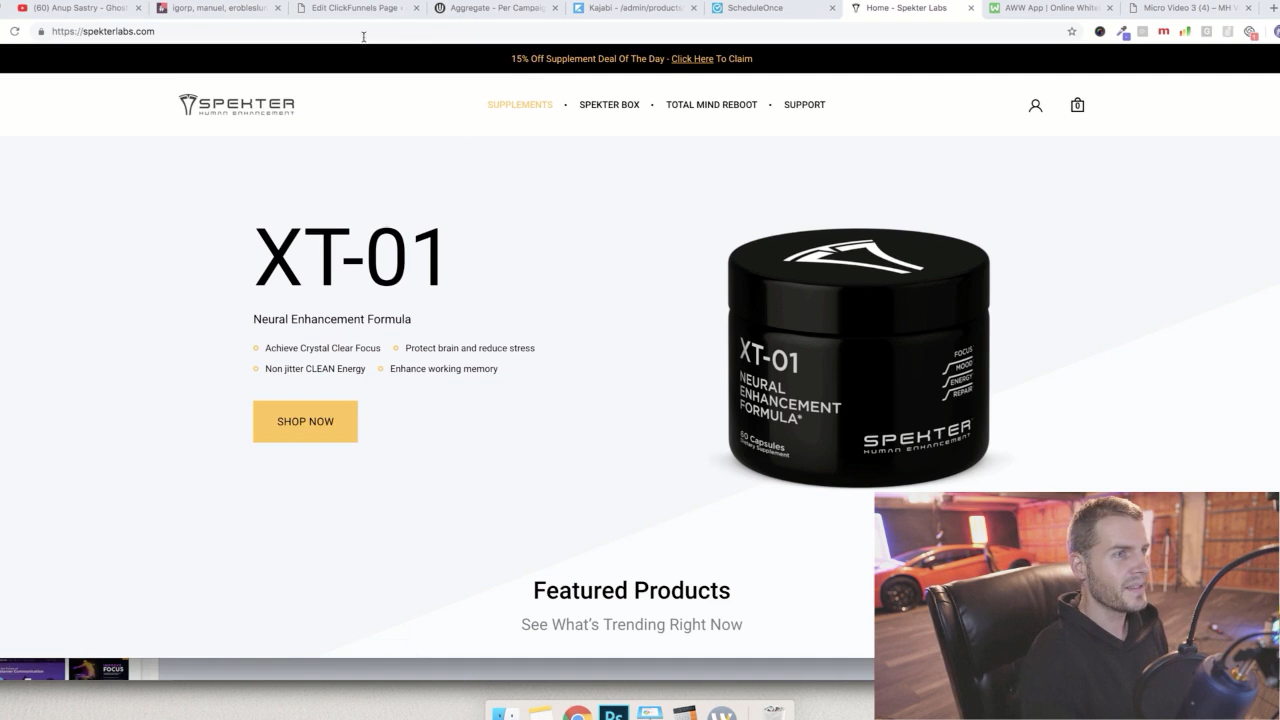 (60) Anup Sastry - Ghost
igorp, manuel, erobleslun
Edit ClickFunnels Page
Aggregate - Per Campaig
Kajabi - /admin/products
ScheduleOnce
Home - Spekter Labs
AWW App | Online White
Micro Video 3 (4) – MH V
https://spekterlabs.com
15% Off Supplement Deal Of The Day - Click Here To Claim
SPEKTER
HUMAN ENHANCEMENT
SUPPLEMENTS • SPEKTER BOX • TOTAL MIND REBOOT • SUPPORT
0
XT-01
Neural Enhancement Formula
Achieve Crystal Clear Focus
Protect brain and reduce stress
Non jitter CLEAN Energy
Enhance working memory
SHOP NOW
XT-01
NEURAL
ENHANCEMENT
FORMULA*
60 Capsules
Dietary Supplement
FOCUS
MOOD
ENERGY
REPAIR
SPEKTER
HUMAN ENHANCEMENT
Featured Products
See What's Trending Right Now
FOCUS
Ps